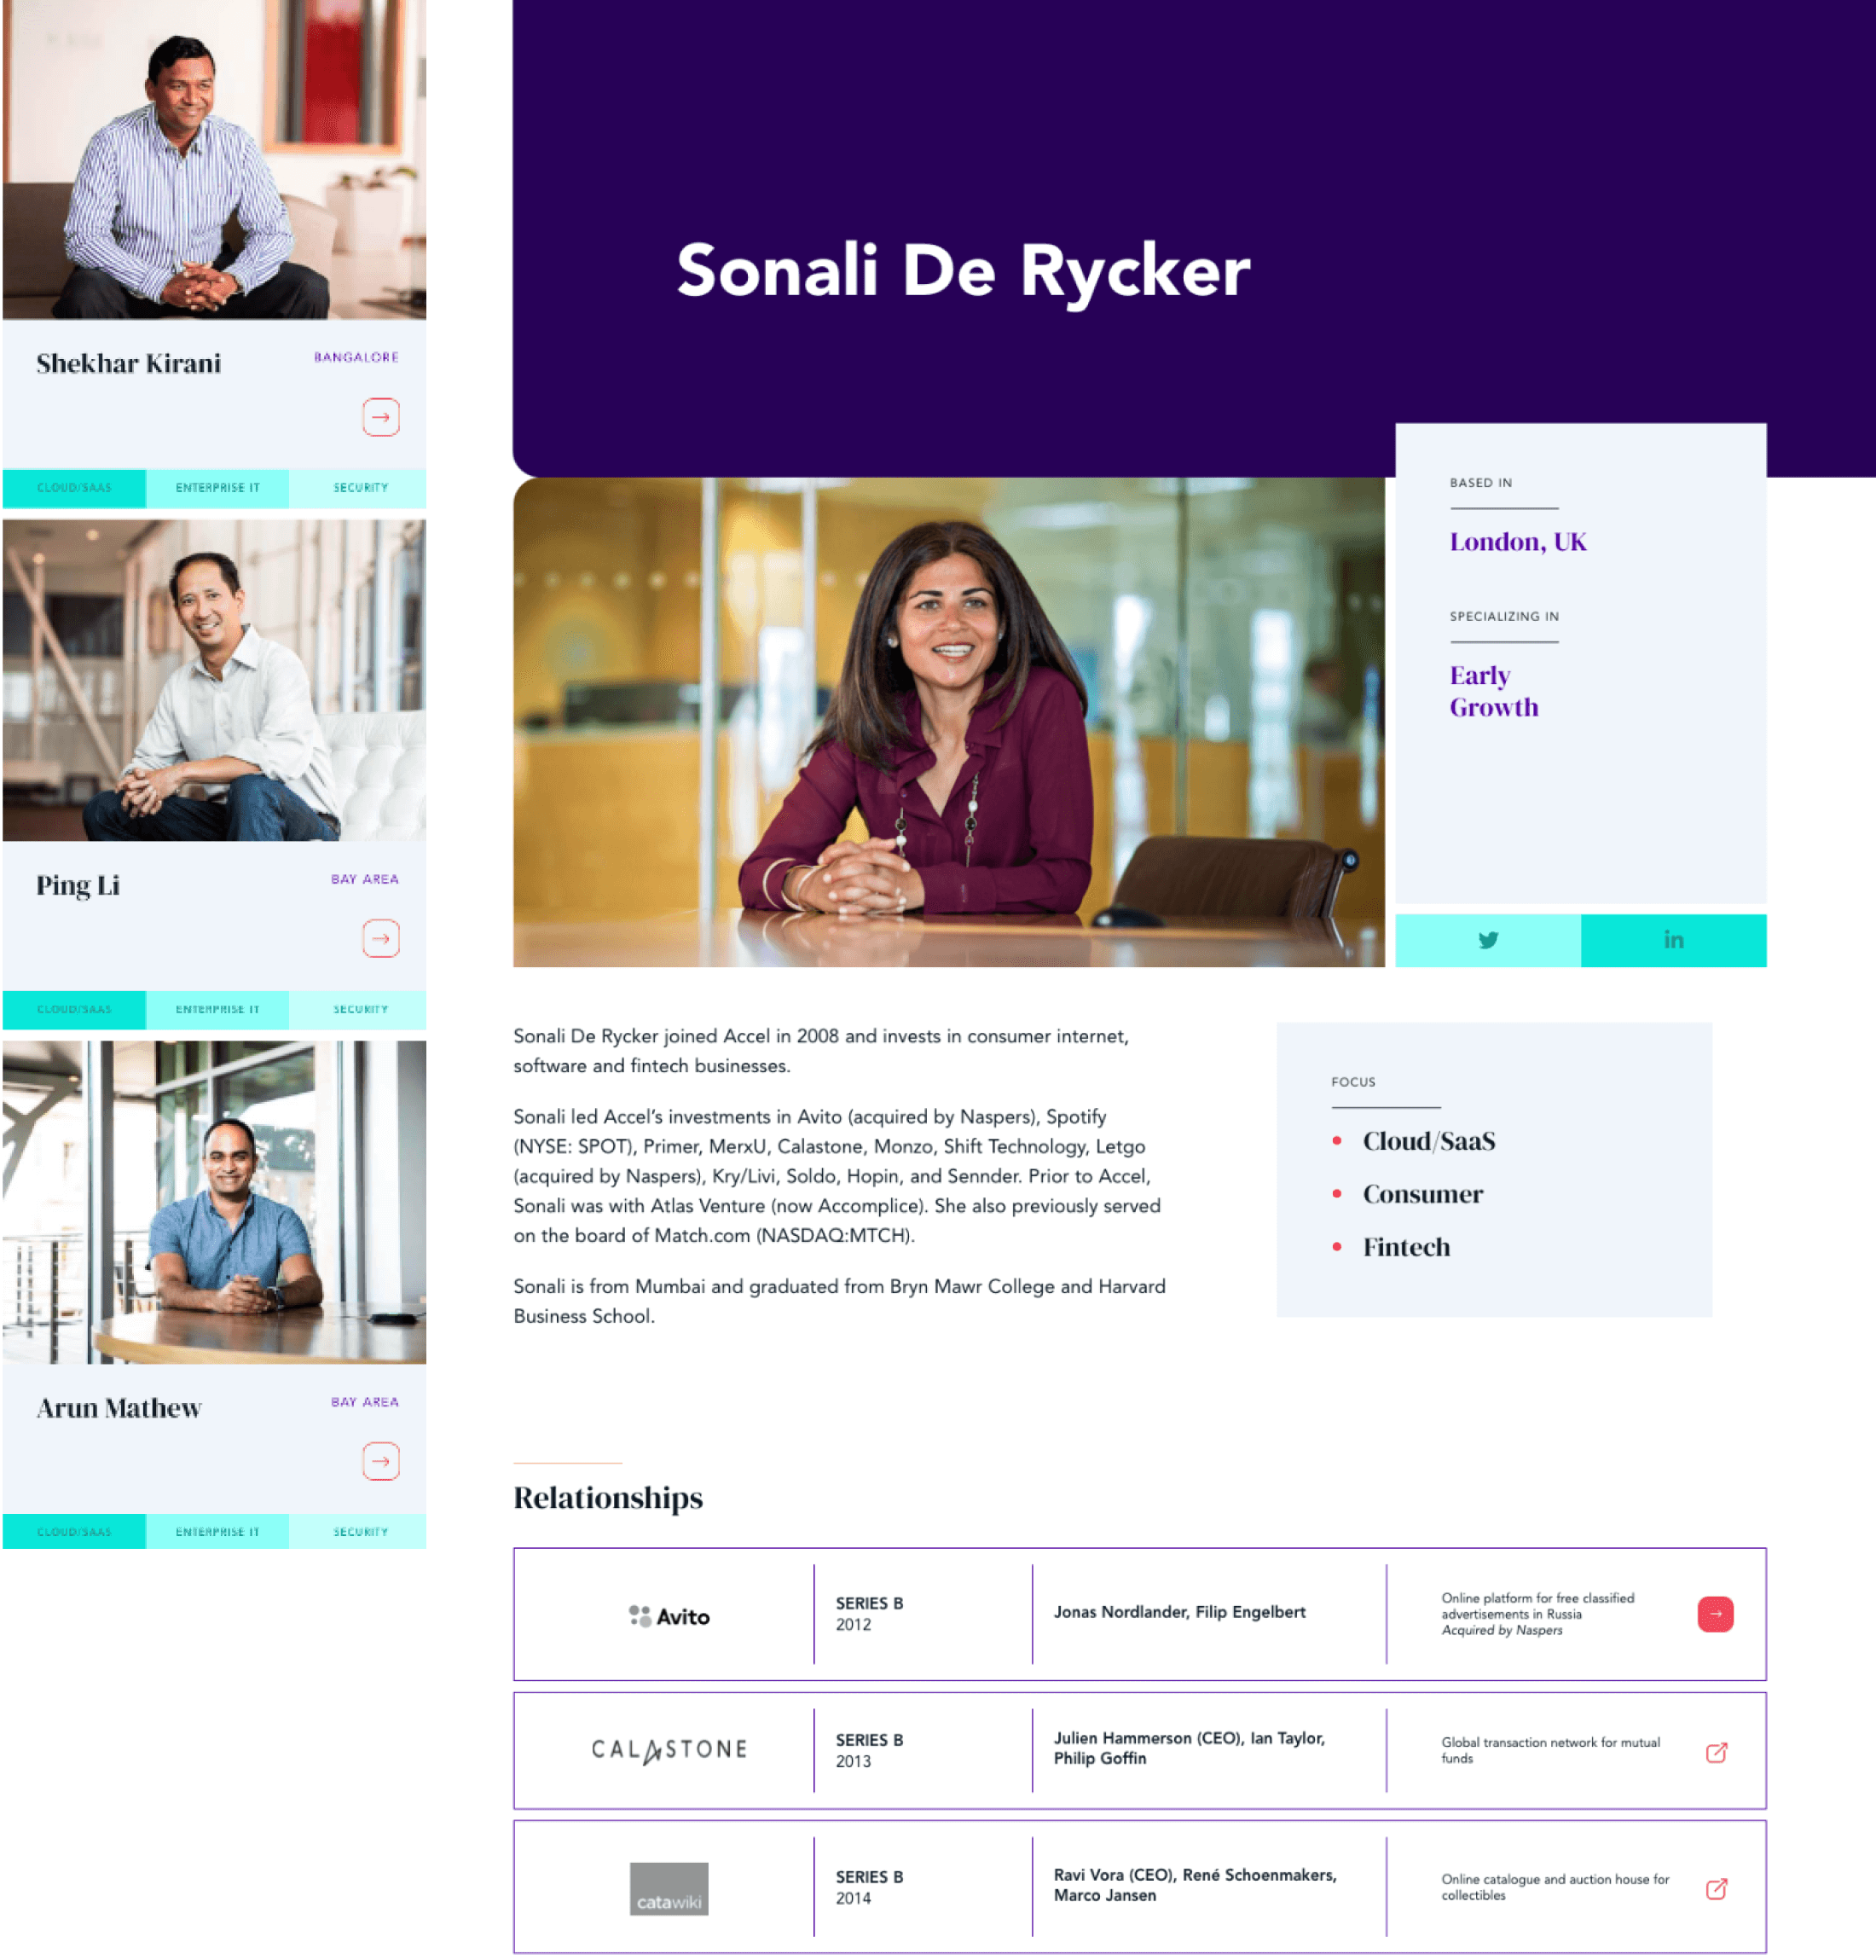 Shekhar Kirani
BANGALORE
CLOUD/SAAS
ENTERPRISE IT
SECURITY
Ping Li
BAY AREA
CLOUD/SAAS
ENTERPRISE IT
SECURITY
Arun Mathew
BAY AREA
CLOUD/SAAS
ENTERPRISE IT
SECURITY
Sonali De Rycker
BASED IN
London, UK
SPECIALIZING IN
Early
Growth
in
Sonali De Rycker joined Accel in 2008 and invests in consumer internet,
software and fintech businesses.
Sonali led Accel's investments in Avito (acquired by Naspers), Spotify
(NYSE: SPOT), Primer, MerxU, Calastone, Monzo, Shift Technology, Letgo
(acquired by Naspers), Kry/Livi, Soldo, Hopin, and Sennder. Prior to Accel,
Sonali was with Atlas Venture (now Accomplice). She also previously served
on the board of Match.com (NASDAQ:MTCH).
Sonali is from Mumbai and graduated from Bryn Mawr College and Harvard
Business School.
FOCUS
Cloud/SaaS
Consumer
Fintech
Relationships
Avito
SERIES B
2012
Jonas Nordlander, Filip Engelbert
Online platform for free classified
advertisements in Russia
Acquired by Naspers
CALASTONE
SERIES B
2013
Julien Hammerson (CEO), Ian Taylor,
Philip Goffin
Global transaction network for mutual
funds
catawiki
SERIES B
2014
Ravi Vora (CEO), René Schoenmakers,
Marco Jansen
Online catalogue and auction house for
collectibles